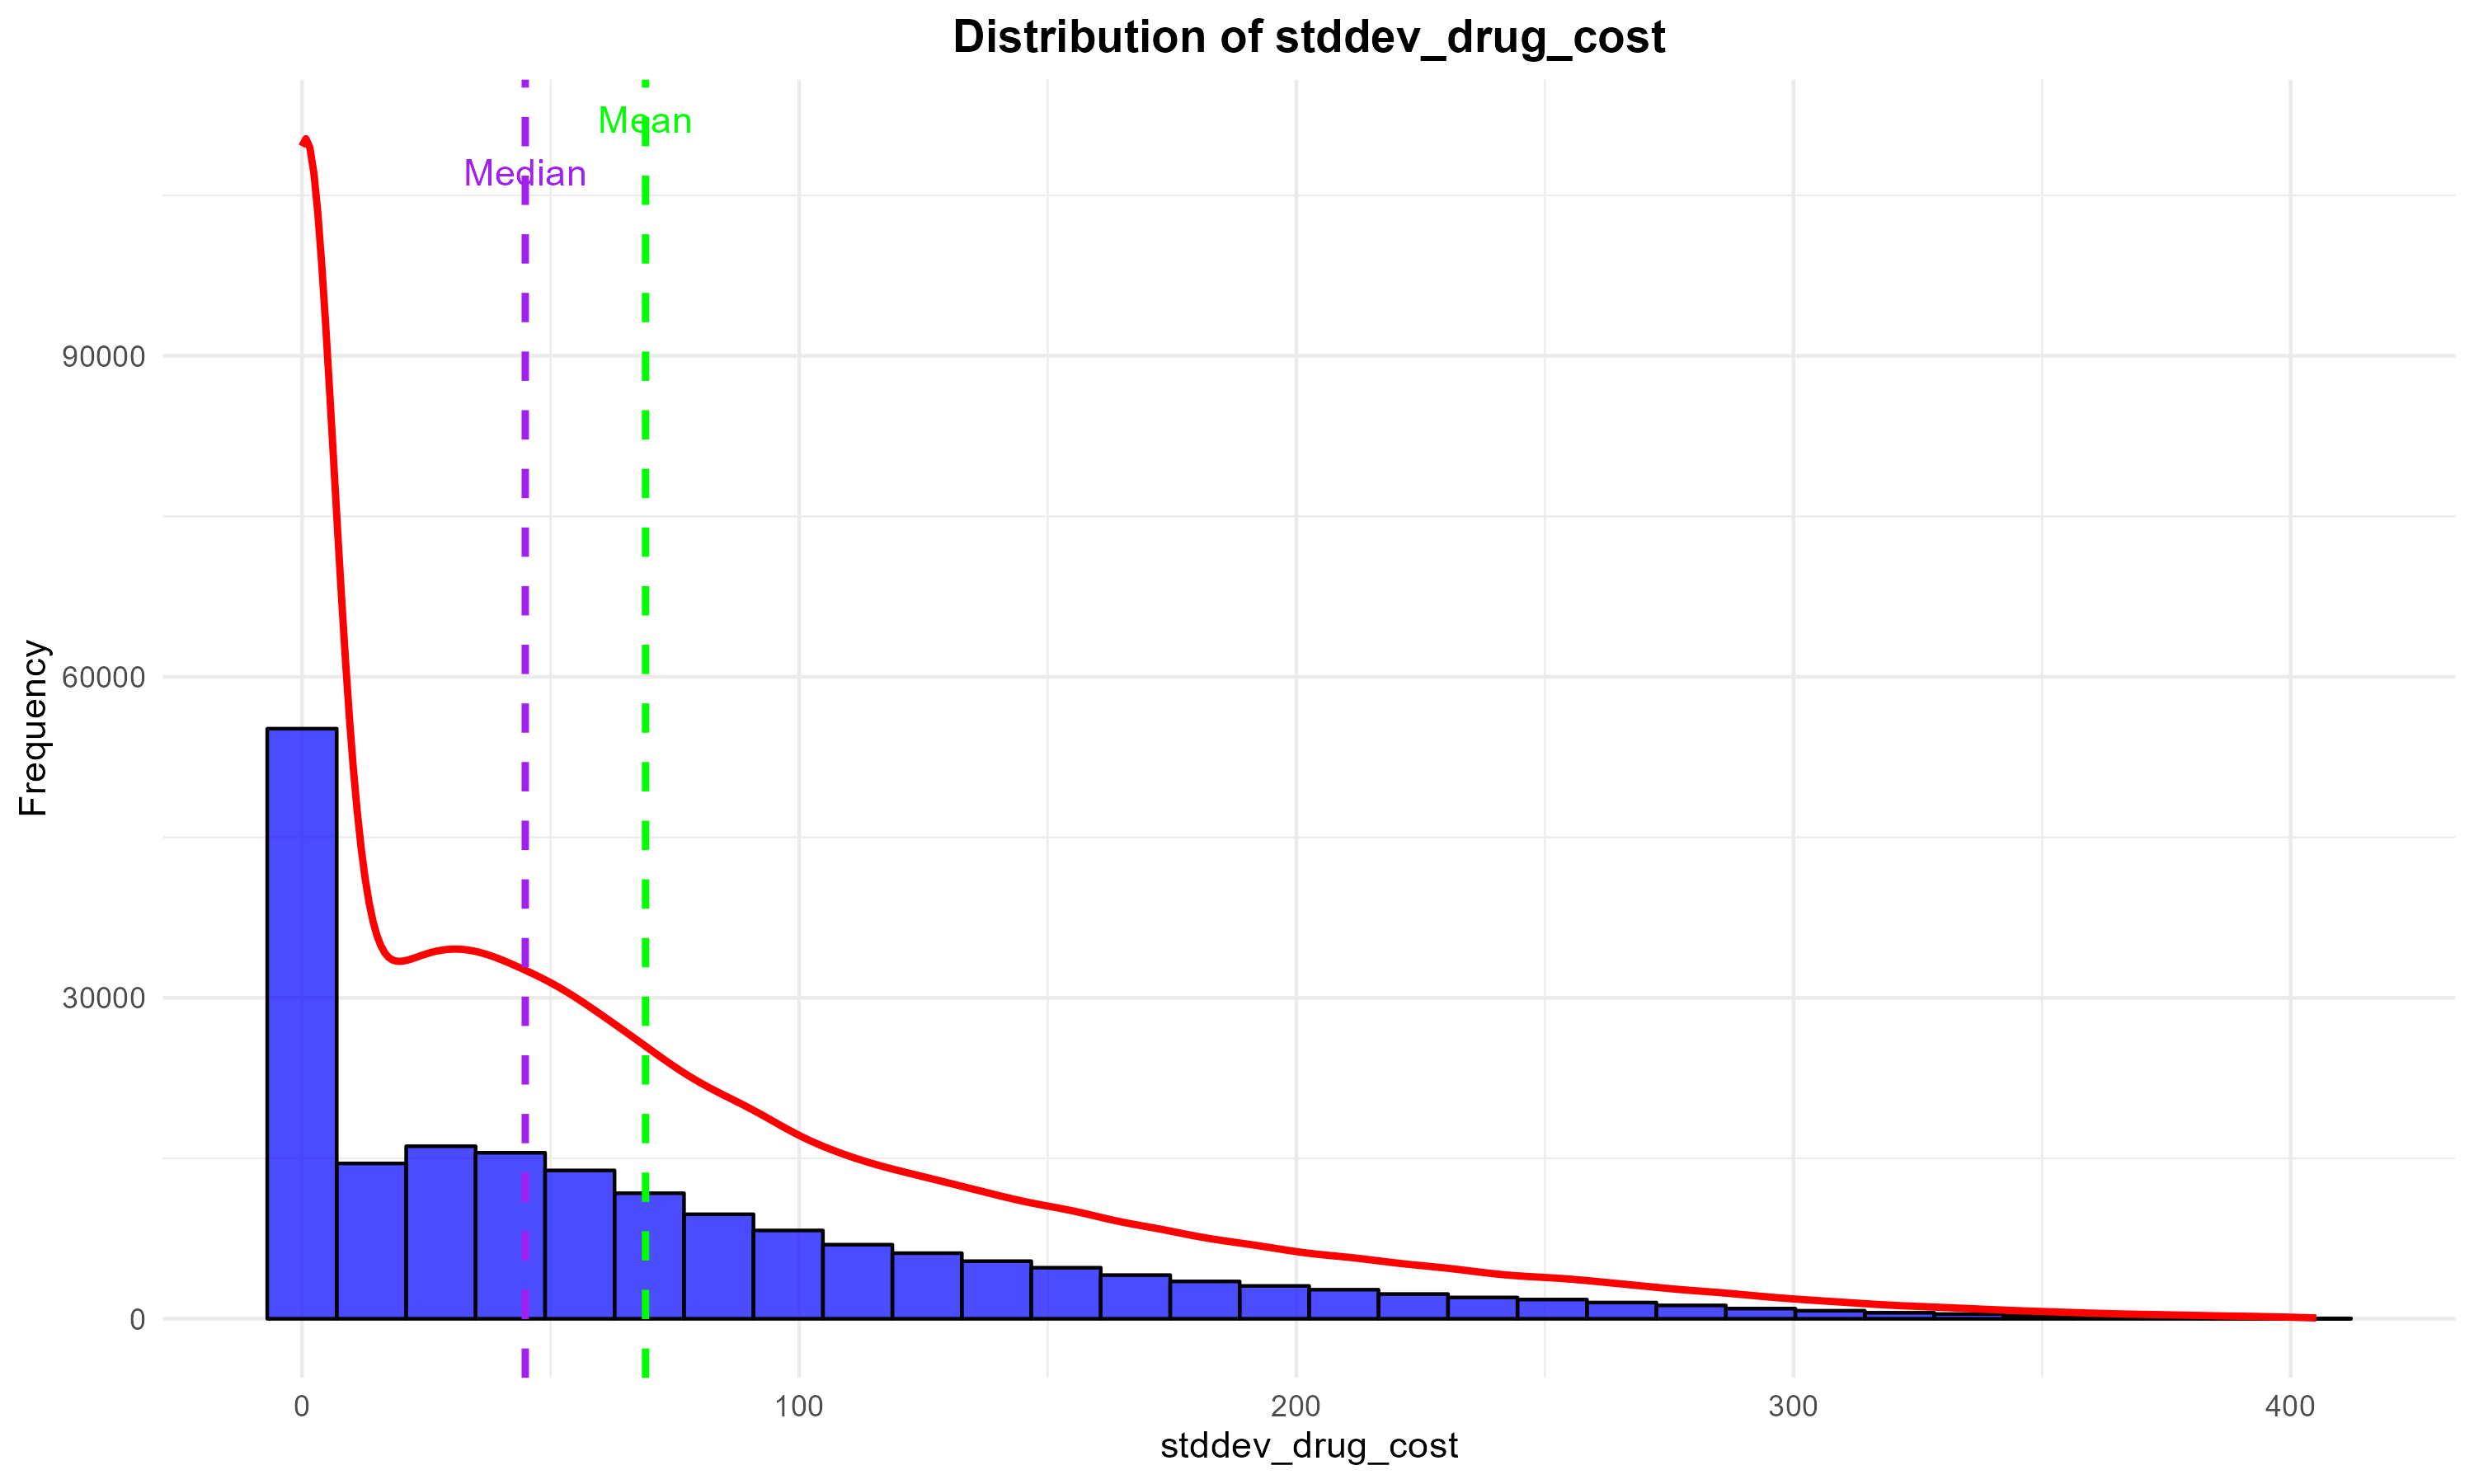 Distribution of stddev_drug_cost
Mean
Median
90000
60000
30000
0
Frequency
0 100 200 300 400
stddev_drug_cost